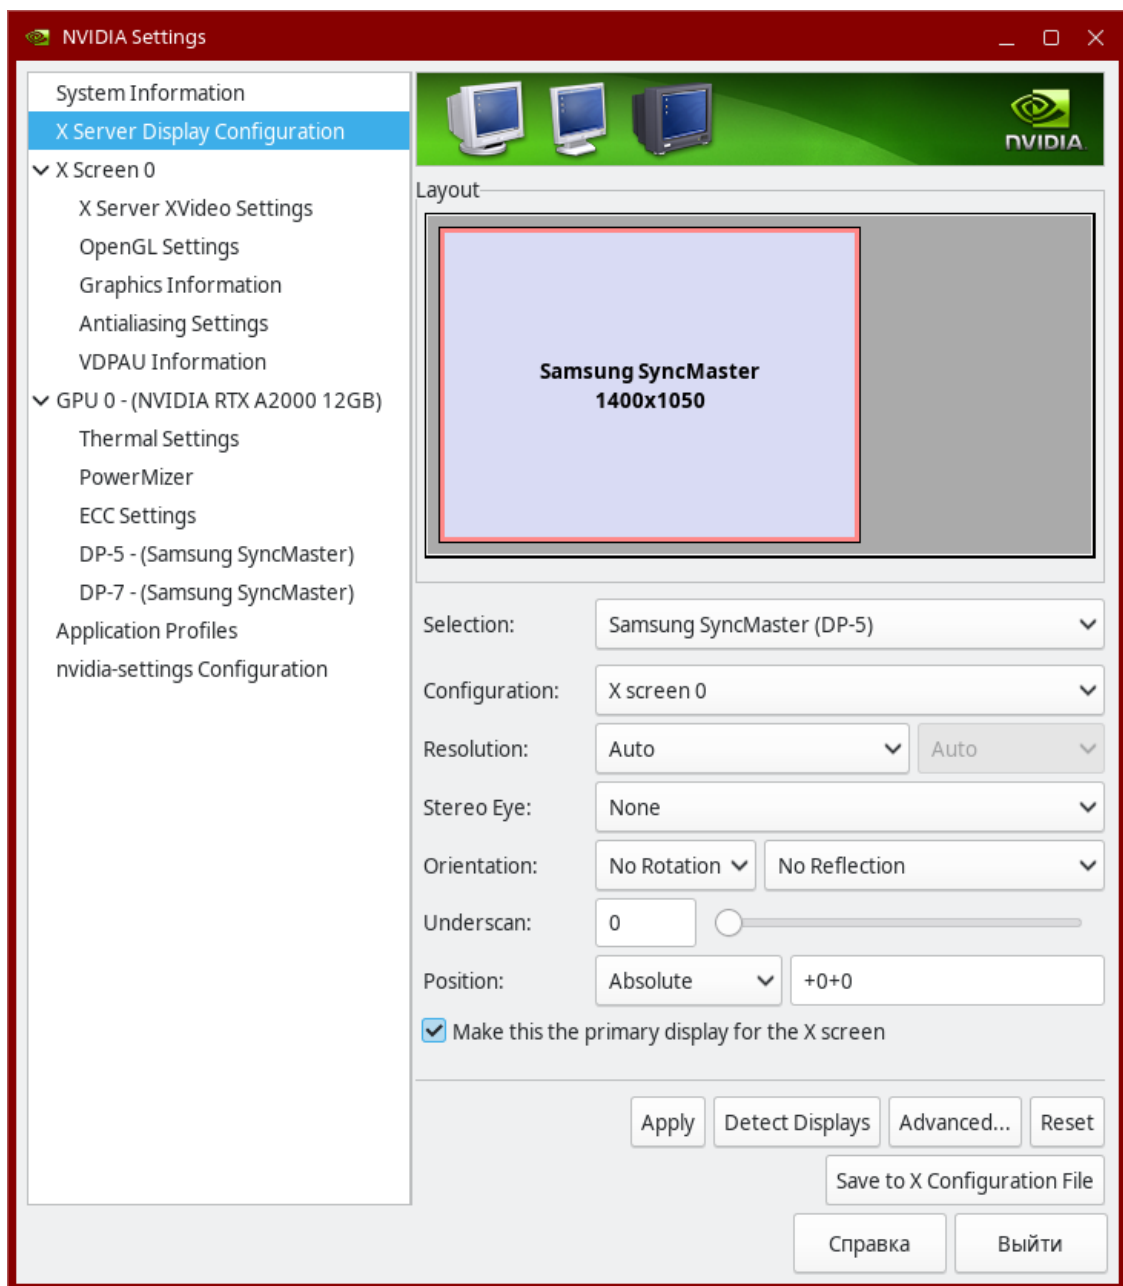 NVIDIA Settings
System Information
X Server Display Configuration
X Screen 0
X Server XVideo Settings
OpenGL Settings
Graphics Information
Antialiasing Settings
VDPAU Information
GPU 0 - (NVIDIA RTX A2000 12GB)
Thermal Settings
PowerMizer
ECC Settings
DP-5 - (Samsung SyncMaster)
DP-7 - (Samsung SyncMaster)
Application Profiles
nvidia-settings Configuration
NVIDIA
Layout
Samsung SyncMaster
1400x1050
Selection: Samsung SyncMaster (DP-5)
Configuration: X screen 0
Resolution: Auto Auto
Stereo Eye: None
Orientation: No Rotation No Reflection
Underscan: 0
Position: Absolute +0+0
Make this the primary display for the X screen
Apply Detect Displays Advanced... Reset
Save to X Configuration File
Справка Выйти